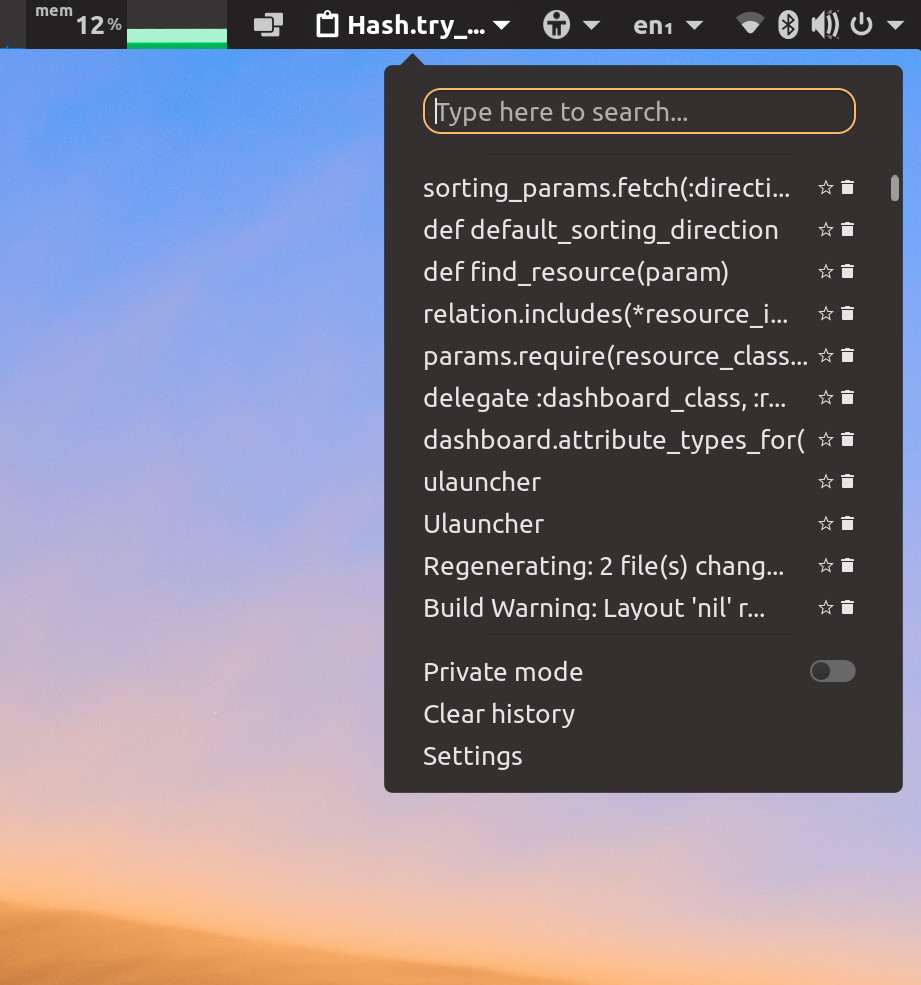 mem 12 % Hash.try_... en₁
Type here to search...
sorting_params.fetch(:directi...
def default_sorting_direction
def find_resource(param)
relation.includes(*resource_i...
params.require(resource_class...
delegate :dashboard_class, :r...
dashboard.attribute_types_for(
ulauncher
Ulauncher
Regenerating: 2 file(s) chang...
Build Warning: Layout 'nil' r...
Private mode
Clear history
Settings